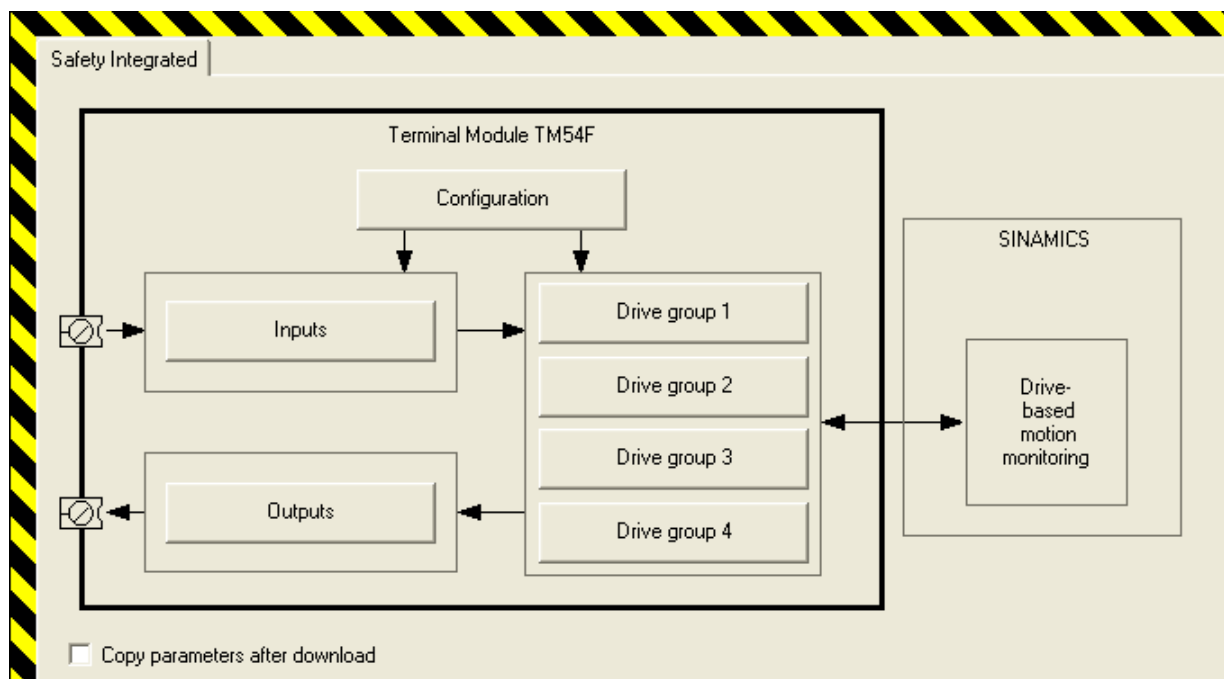 Safety Integrated
Terminal Module TM54F
Configuration
SINAMICS
Inputs
Drive group 1
Drive group 2
Drive group 3
Drive group 4
Drive-
based
motion
monitoring
Outputs
Copy parameters after download